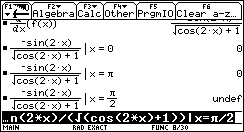 F1 F2▾ F3▾ F4▾ F5 F6▾
Algebra Calc Other PrgmIO Clear a-z…
d/dx(f(x)) √(cos(2·x)+1)
▪ -sin(2·x)/√(cos(2·x)+1) | x = 0 0
▪ -sin(2·x)/√(cos(2·x)+1) | x = π 0
▪ -sin(2·x)/√(cos(2·x)+1) | x = π/2 undef
…n(2*x)/(√(cos(2*x)+1))|x=π/2
MAIN RAD EXACT FUNC 8/30